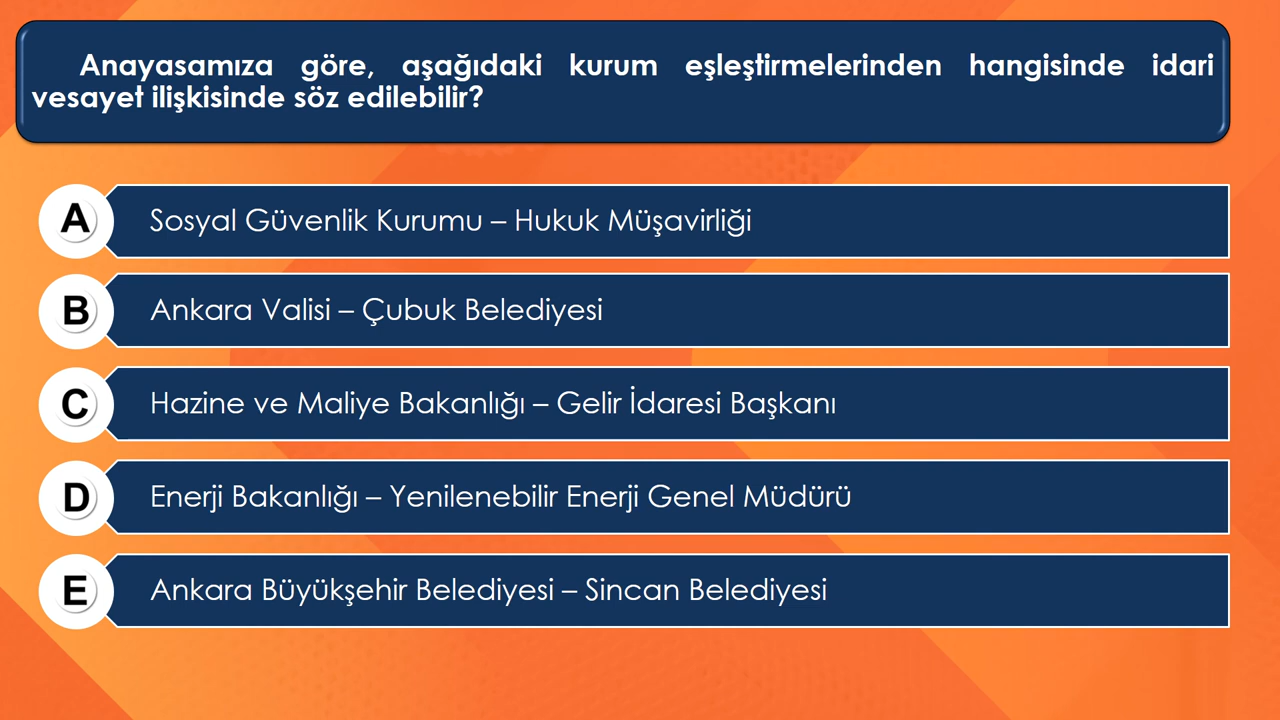 Anayasamıza göre, aşağıdaki kurum eşleştirmelerinden hangisinde idari
vesayet ilişkisinde söz edilebilir?
A Sosyal Güvenlik Kurumu – Hukuk Müşavirliği
B Ankara Valisi – Çubuk Belediyesi
C Hazine ve Maliye Bakanlığı – Gelir İdaresi Başkanı
D Enerji Bakanlığı – Yenilenebilir Enerji Genel Müdürü
E Ankara Büyükşehir Belediyesi – Sincan Belediyesi